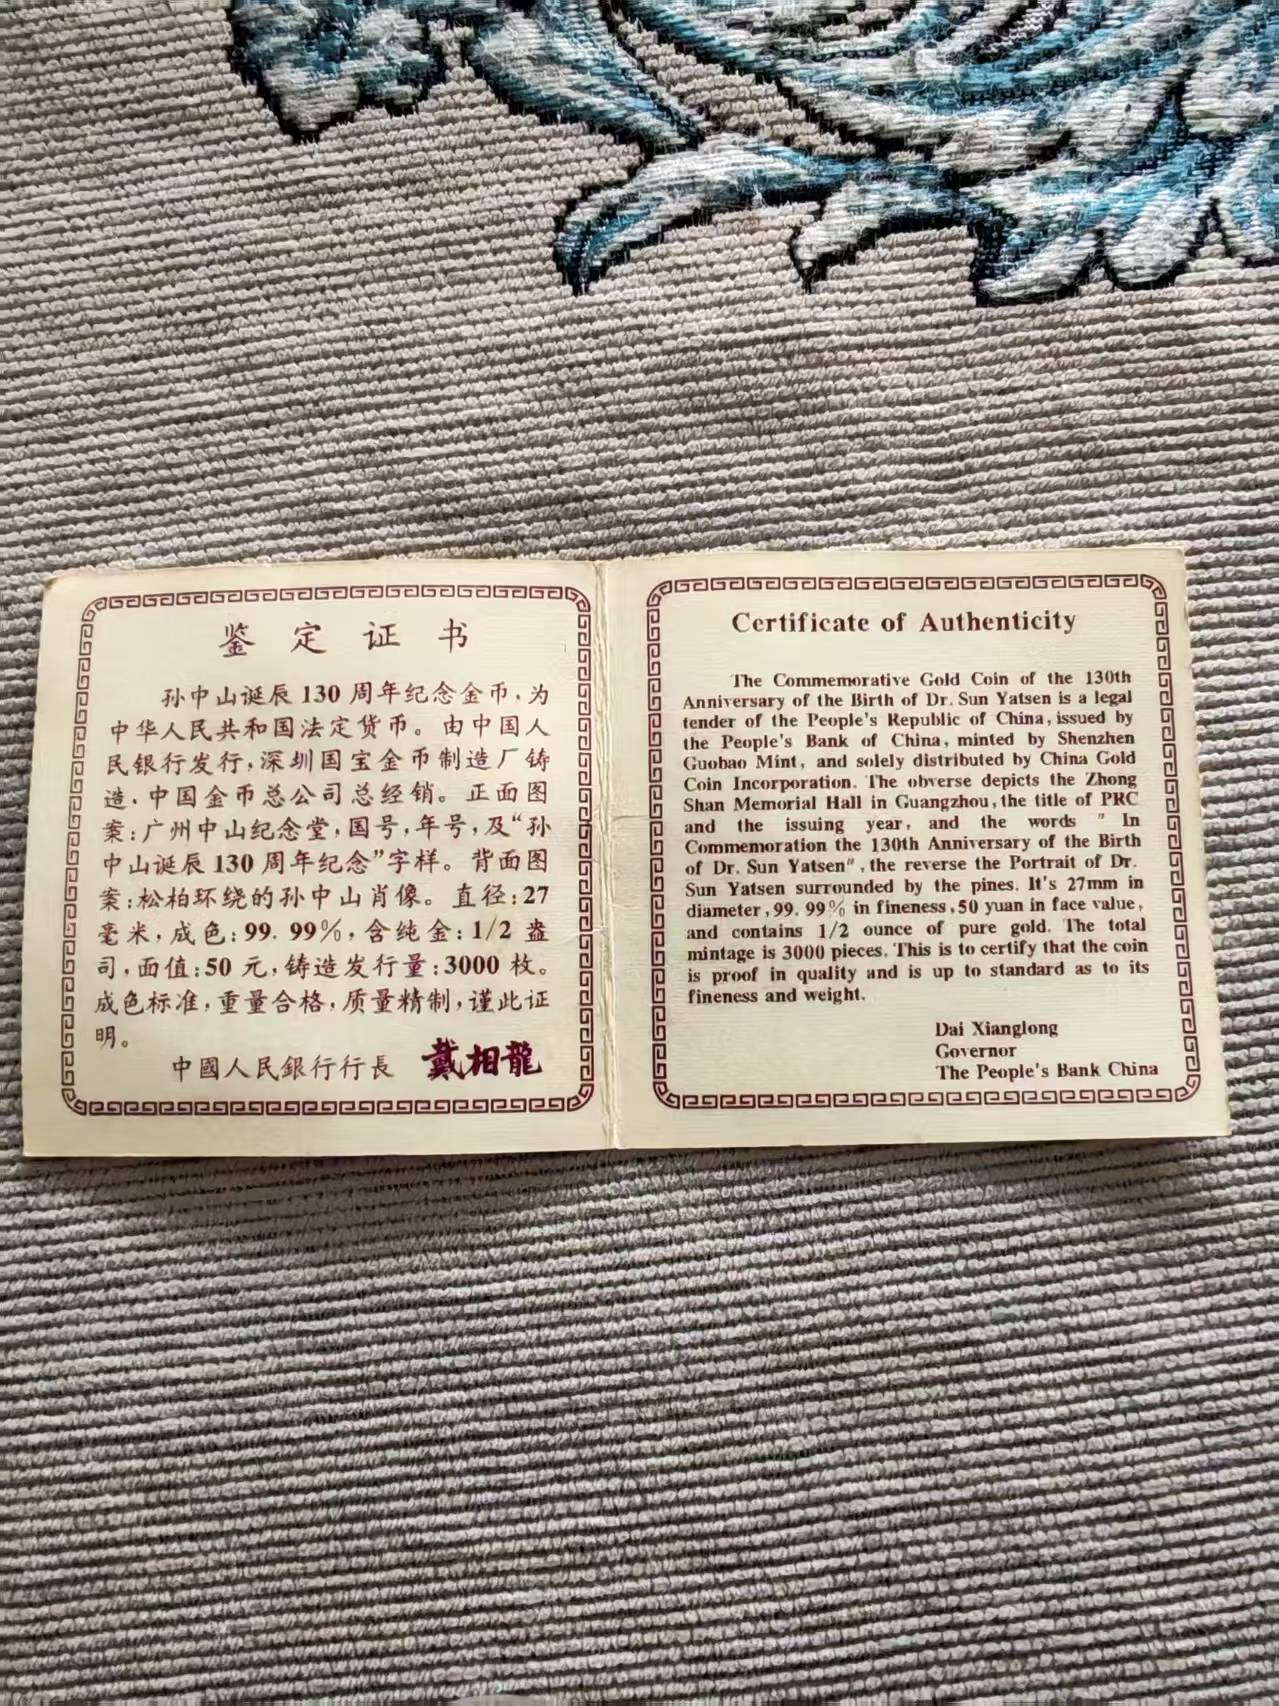 鉴定证书
孙中山诞辰130周年纪念金币,为
中华人民共和国法定货币。由中国人
民银行发行,深圳国宝金币制造厂铸
造,中国金币总公司总经销。正面图
案:广州中山纪念堂,国号,年号,及“孙
中山诞辰130周年纪念”字样。背面图
案:松柏环绕的孙中山肖像。直径:27
毫米,成色:99.99%,含纯金:1/2盎
司,面值:50元,铸造发行量:3000枚。
成色标准,重量合格,质量精制,谨此证
明。
中國人民銀行行長 戴相龍
Certificate of Authenticity
The Commemorative Gold Coin of the 130th
Anniversary of the Birth of Dr. Sun Yatsen is a legal
tender of the People's Republic of China, issued by
the People's Bank of China, minted by Shenzhen
Guobao Mint, and solely distributed by China Gold
Coin Incorporation. The obverse depicts the Zhong
Shan Memorial Hall in Guangzhou, the title of PRC
and the issuing year, and the words " In
Commemoration the 130th Anniversary of the Birth
of Dr. Sun Yatsen", the reverse the Portrait of Dr.
Sun Yatsen surrounded by the pines. It's 27mm in
diameter, 99.99% in fineness, 50 yuan in face value,
and contains 1/2 ounce of pure gold. The total
mintage is 3000 pieces. This is to certify that the coin
is proof in quality and is up to standard as to its
fineness and weight.
Dai Xianglong
Governor
The People's Bank China